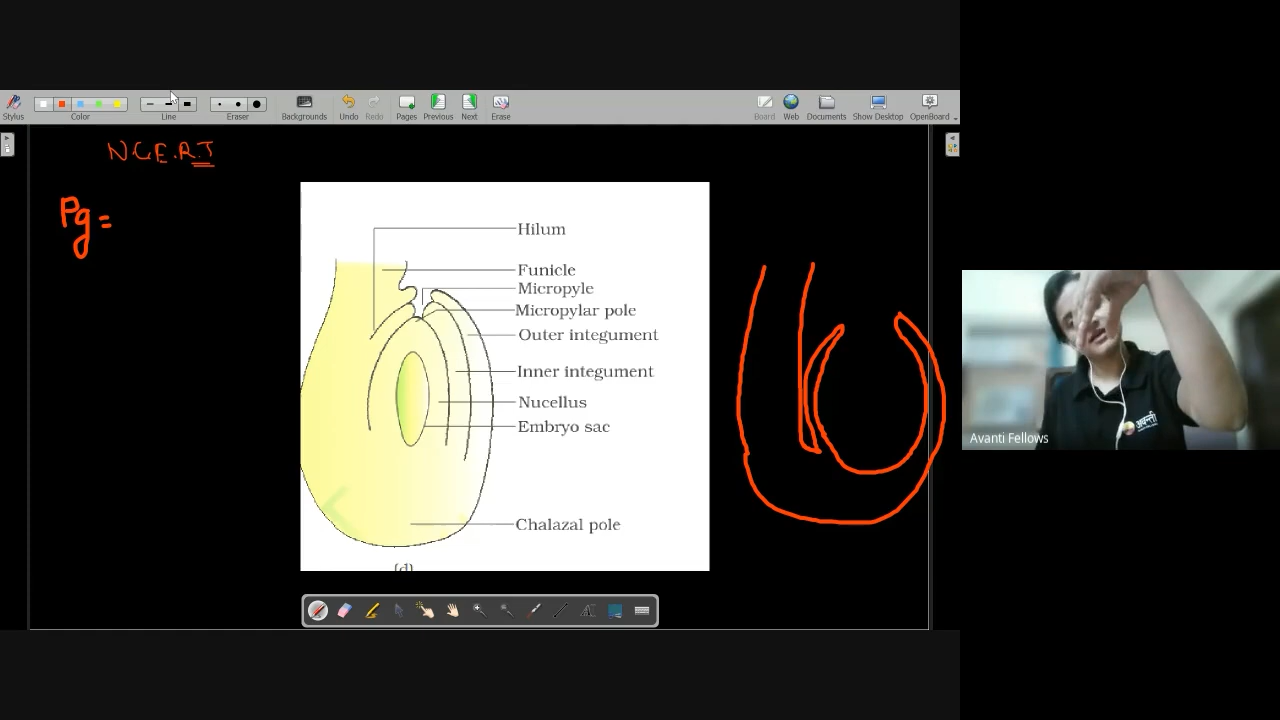 Stylus
Color
Line
Eraser
Backgrounds
Undo
Redo
Pages
Previous
Next
Erase
Board
Web
Documents
Show Desktop
OpenBoard
N.C.E.R.T
Pg =
Hilum
Funicle
Micropyle
Micropylar pole
Outer integument
Inner integument
Nucellus
Embryo sac
Chalazal pole
(d)
अवन्ती
Avanti Fellows